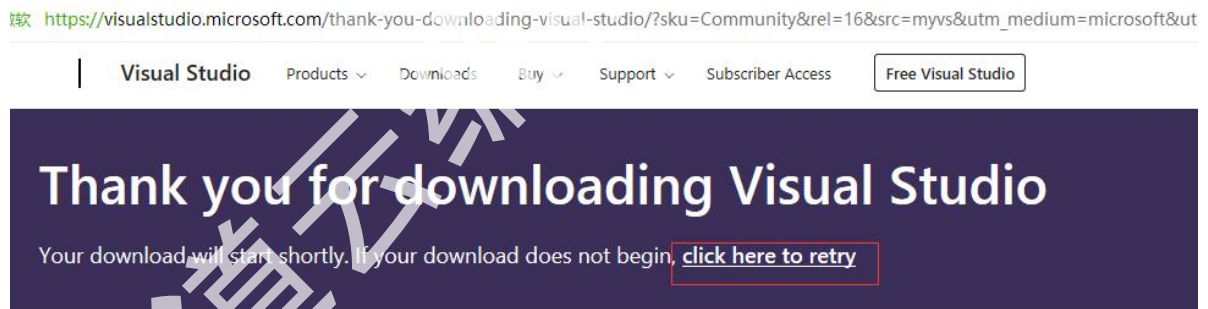 软 https://visualstudio.microsoft.com/thank-you-downloading-visual-studio/?sku=Community&rel=16&src=myvs&utm_medium=microsoft&ut
Visual Studio Products Downloads Buy Support Subscriber Access Free Visual Studio
Thank you for downloading Visual Studio
Your download will start shortly. If your download does not begin, click here to retry